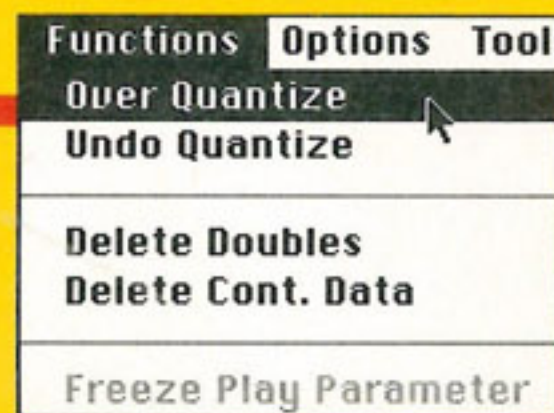 Functions Options Tool
Over Quantize
Undo Quantize
Delete Doubles
Delete Cont. Data
Freeze Play Parameter